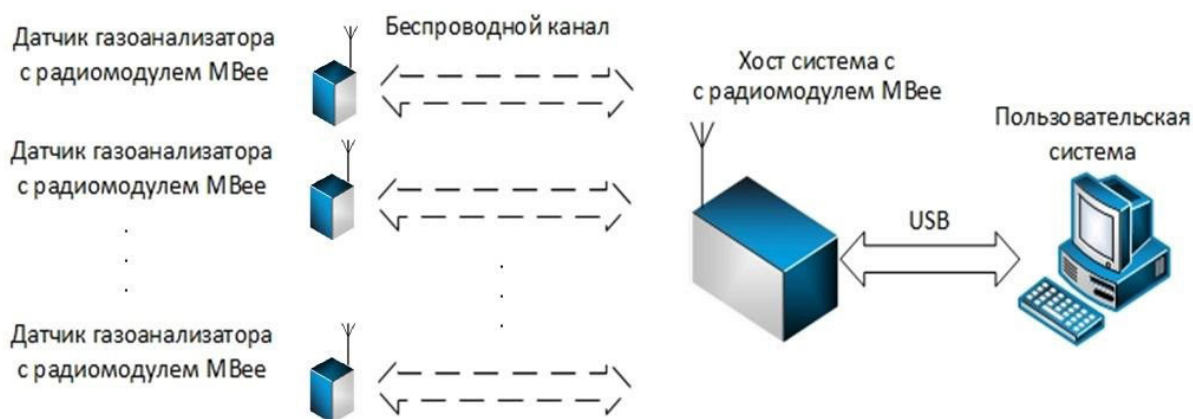 Датчик газоанализатора
с радиомодулем MBee
Беспроводной канал
Хост система с
с радиомодулем MBee
Пользовательская
система
Датчик газоанализатора
с радиомодулем MBee
USB
Датчик газоанализатора
с радиомодулем MBee